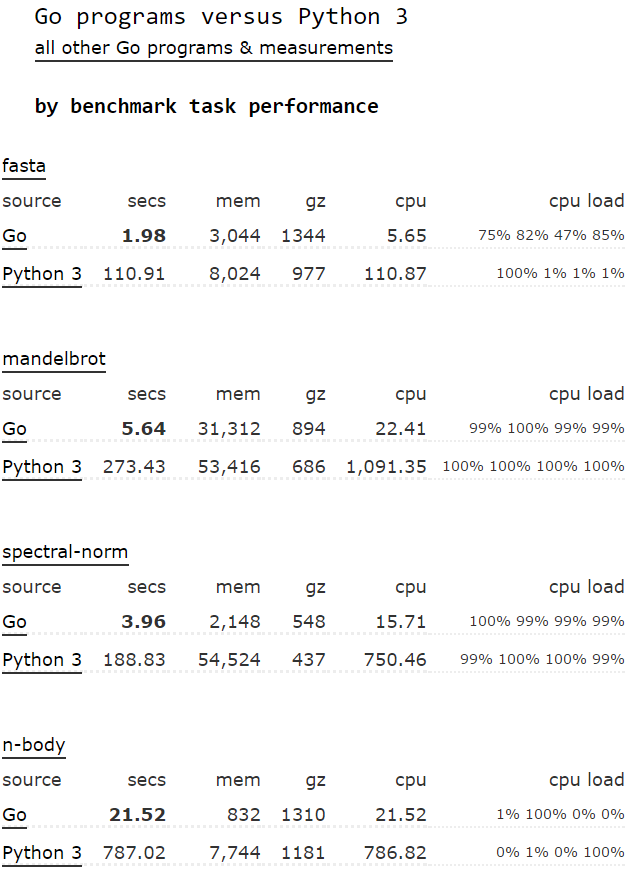 Go programs versus Python 3
all other Go programs & measurements
by benchmark task performance
fasta
source secs mem gz cpu cpu load
Go 1.98 3,044 1344 5.65 75% 82% 47% 85%
Python 3 110.91 8,024 977 110.87 100% 1% 1% 1%
mandelbrot
source secs mem gz cpu cpu load
Go 5.64 31,312 894 22.41 99% 100% 99% 99%
Python 3 273.43 53,416 686 1,091.35 100% 100% 100% 100%
spectral-norm
source secs mem gz cpu cpu load
Go 3.96 2,148 548 15.71 100% 99% 99% 99%
Python 3 188.83 54,524 437 750.46 99% 100% 100% 99%
n-body
source secs mem gz cpu cpu load
Go 21.52 832 1310 21.52 1% 100% 0% 0%
Python 3 787.02 7,744 1181 786.82 0% 1% 0% 100%